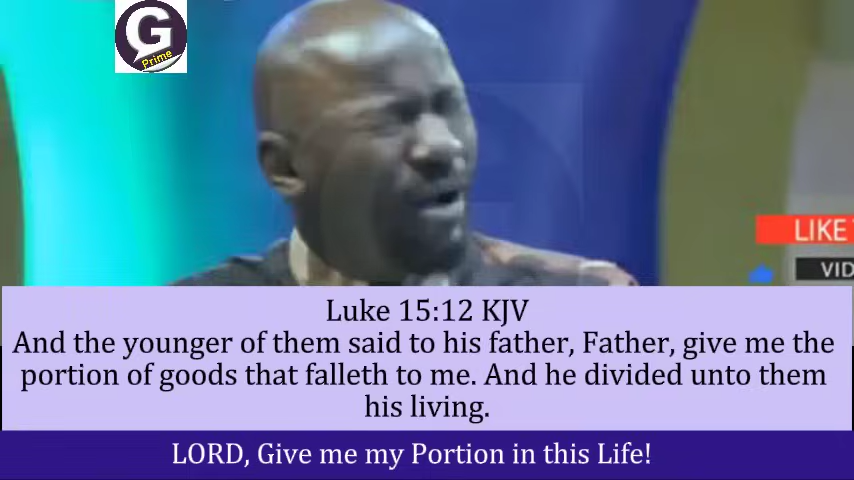 G
Prime
LIKE
VID
Luke 15:12 KJV
And the younger of them said to his father, Father, give me the
portion of goods that falleth to me. And he divided unto them
his living.
LORD, Give me my Portion in this Life!